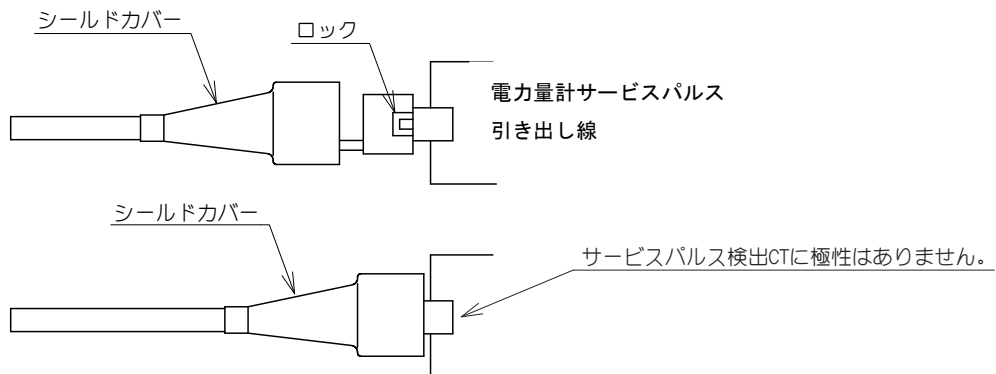 シールドカバー
ロック
電力量計サービスパルス
引き出し線
シールドカバー
サービスパルス検出CTに極性はありません。